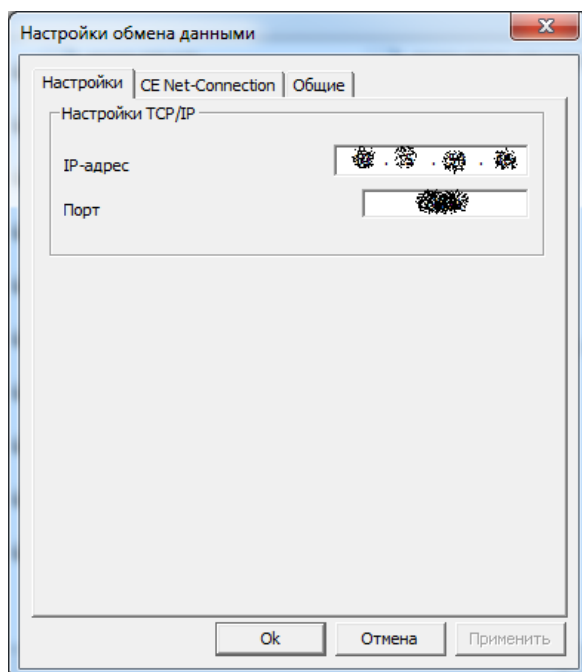 Настройки обмена данными
Настройки CE Net-Connection Общие
Настройки TCP/IP
IP-адрес
Порт
Ok Отмена Применить